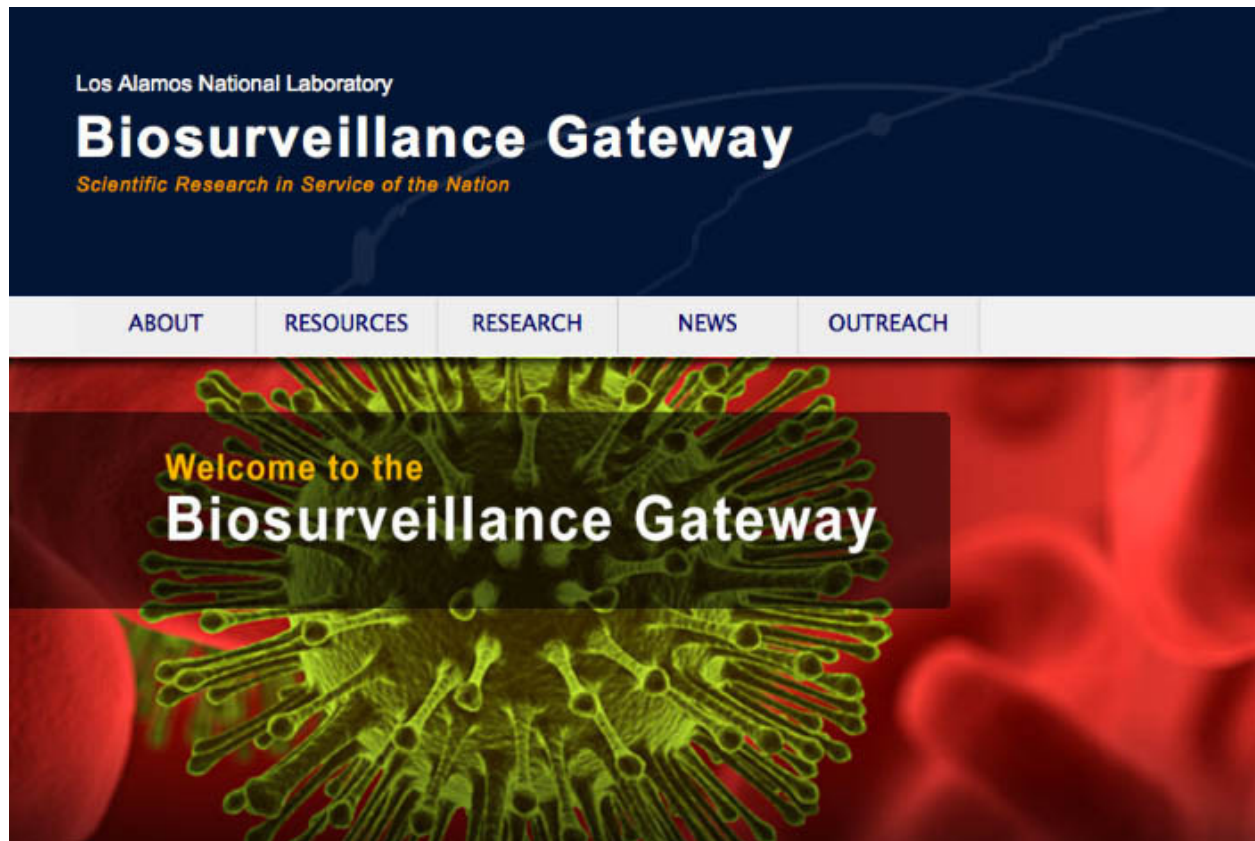 Los Alamos National Laboratory
Biosurveillance Gateway
Scientific Research in Service of the Nation
ABOUT RESOURCES RESEARCH NEWS OUTREACH
Welcome to the
Biosurveillance Gateway